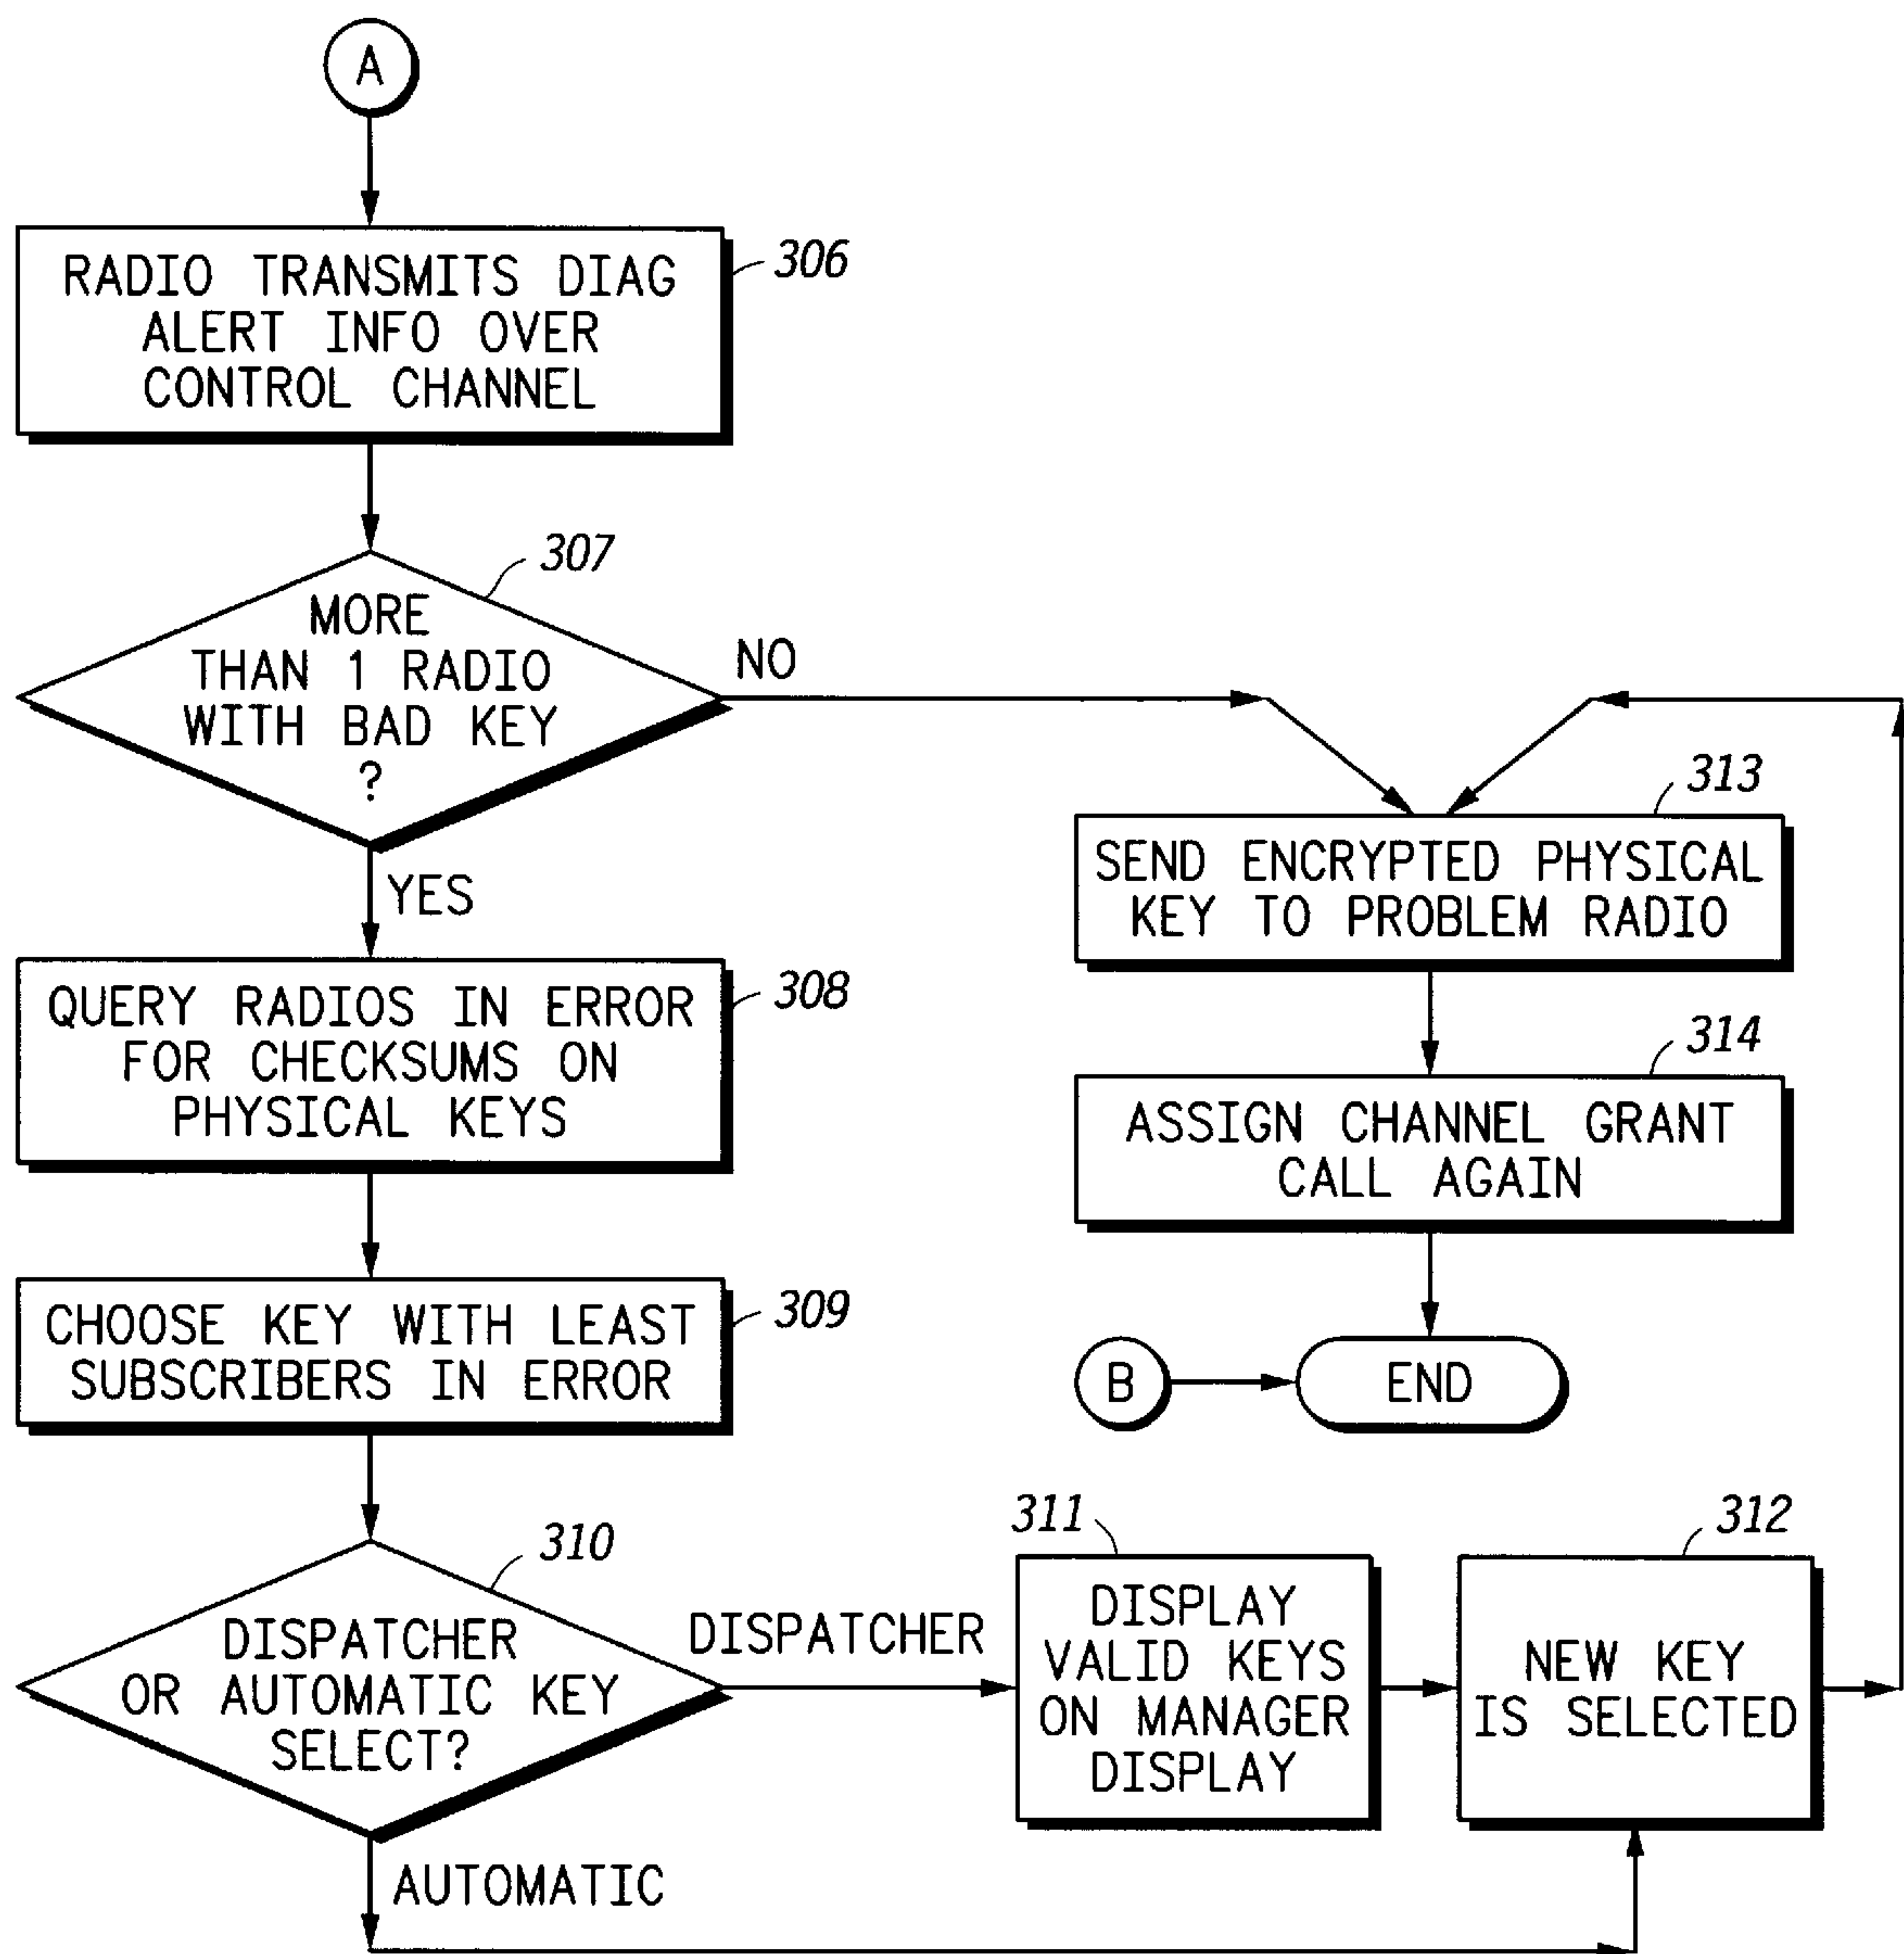 A
RADIO TRANSMITS DIAG
ALERT INFO OVER
CONTROL CHANNEL
306
307
MORE
THAN 1 RADIO
WITH BAD KEY
?
NO
YES
313
SEND ENCRYPTED PHYSICAL
KEY TO PROBLEM RADIO
QUERY RADIOS IN ERROR
FOR CHECKSUMS ON
PHYSICAL KEYS
308
314
ASSIGN CHANNEL GRANT
CALL AGAIN
CHOOSE KEY WITH LEAST
SUBSCRIBERS IN ERROR
309
B
END
310
DISPATCHER
OR AUTOMATIC KEY
SELECT?
DISPATCHER
AUTOMATIC
311
DISPLAY
VALID KEYS
ON MANAGER
DISPLAY
312
NEW KEY
IS SELECTED